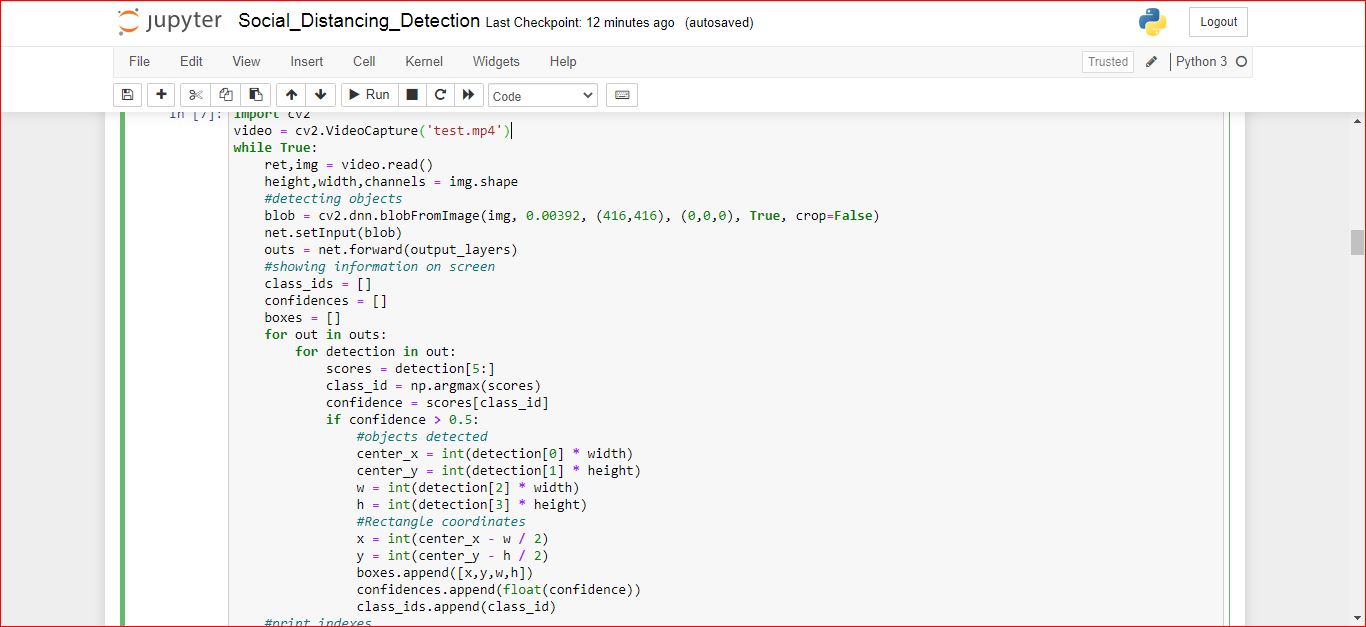 jupyter Social_Distancing_Detection Last Checkpoint: 12 minutes ago (autosaved) Logout
File Edit View Insert Cell Kernel Widgets Help Trusted Python 3
Run Code
In [7]: import cv2
video = cv2.VideoCapture('test.mp4')
while True:
    ret,img = video.read()
    height,width,channels = img.shape
    #detecting objects
    blob = cv2.dnn.blobFromImage(img, 0.00392, (416,416), (0,0,0), True, crop=False)
    net.setInput(blob)
    outs = net.forward(output_layers)
    #showing information on screen
    class_ids = []
    confidences = []
    boxes = []
    for out in outs:
        for detection in out:
            scores = detection[5:]
            class_id = np.argmax(scores)
            confidence = scores[class_id]
            if confidence > 0.5:
                #objects detected
                center_x = int(detection[0] * width)
                center_y = int(detection[1] * height)
                w = int(detection[2] * width)
                h = int(detection[3] * height)
                #Rectangle coordinates
                x = int(center_x - w / 2)
                y = int(center_y - h / 2)
                boxes.append([x,y,w,h])
                confidences.append(float(confidence))
                class_ids.append(class_id)
    #print indexes